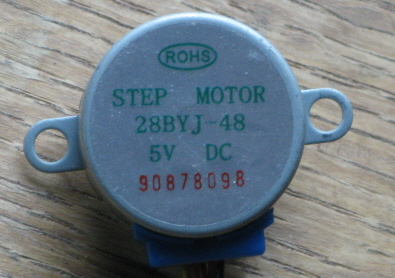 ROHS
STEP MOTOR
28BYJ-48
5V DC
90878098